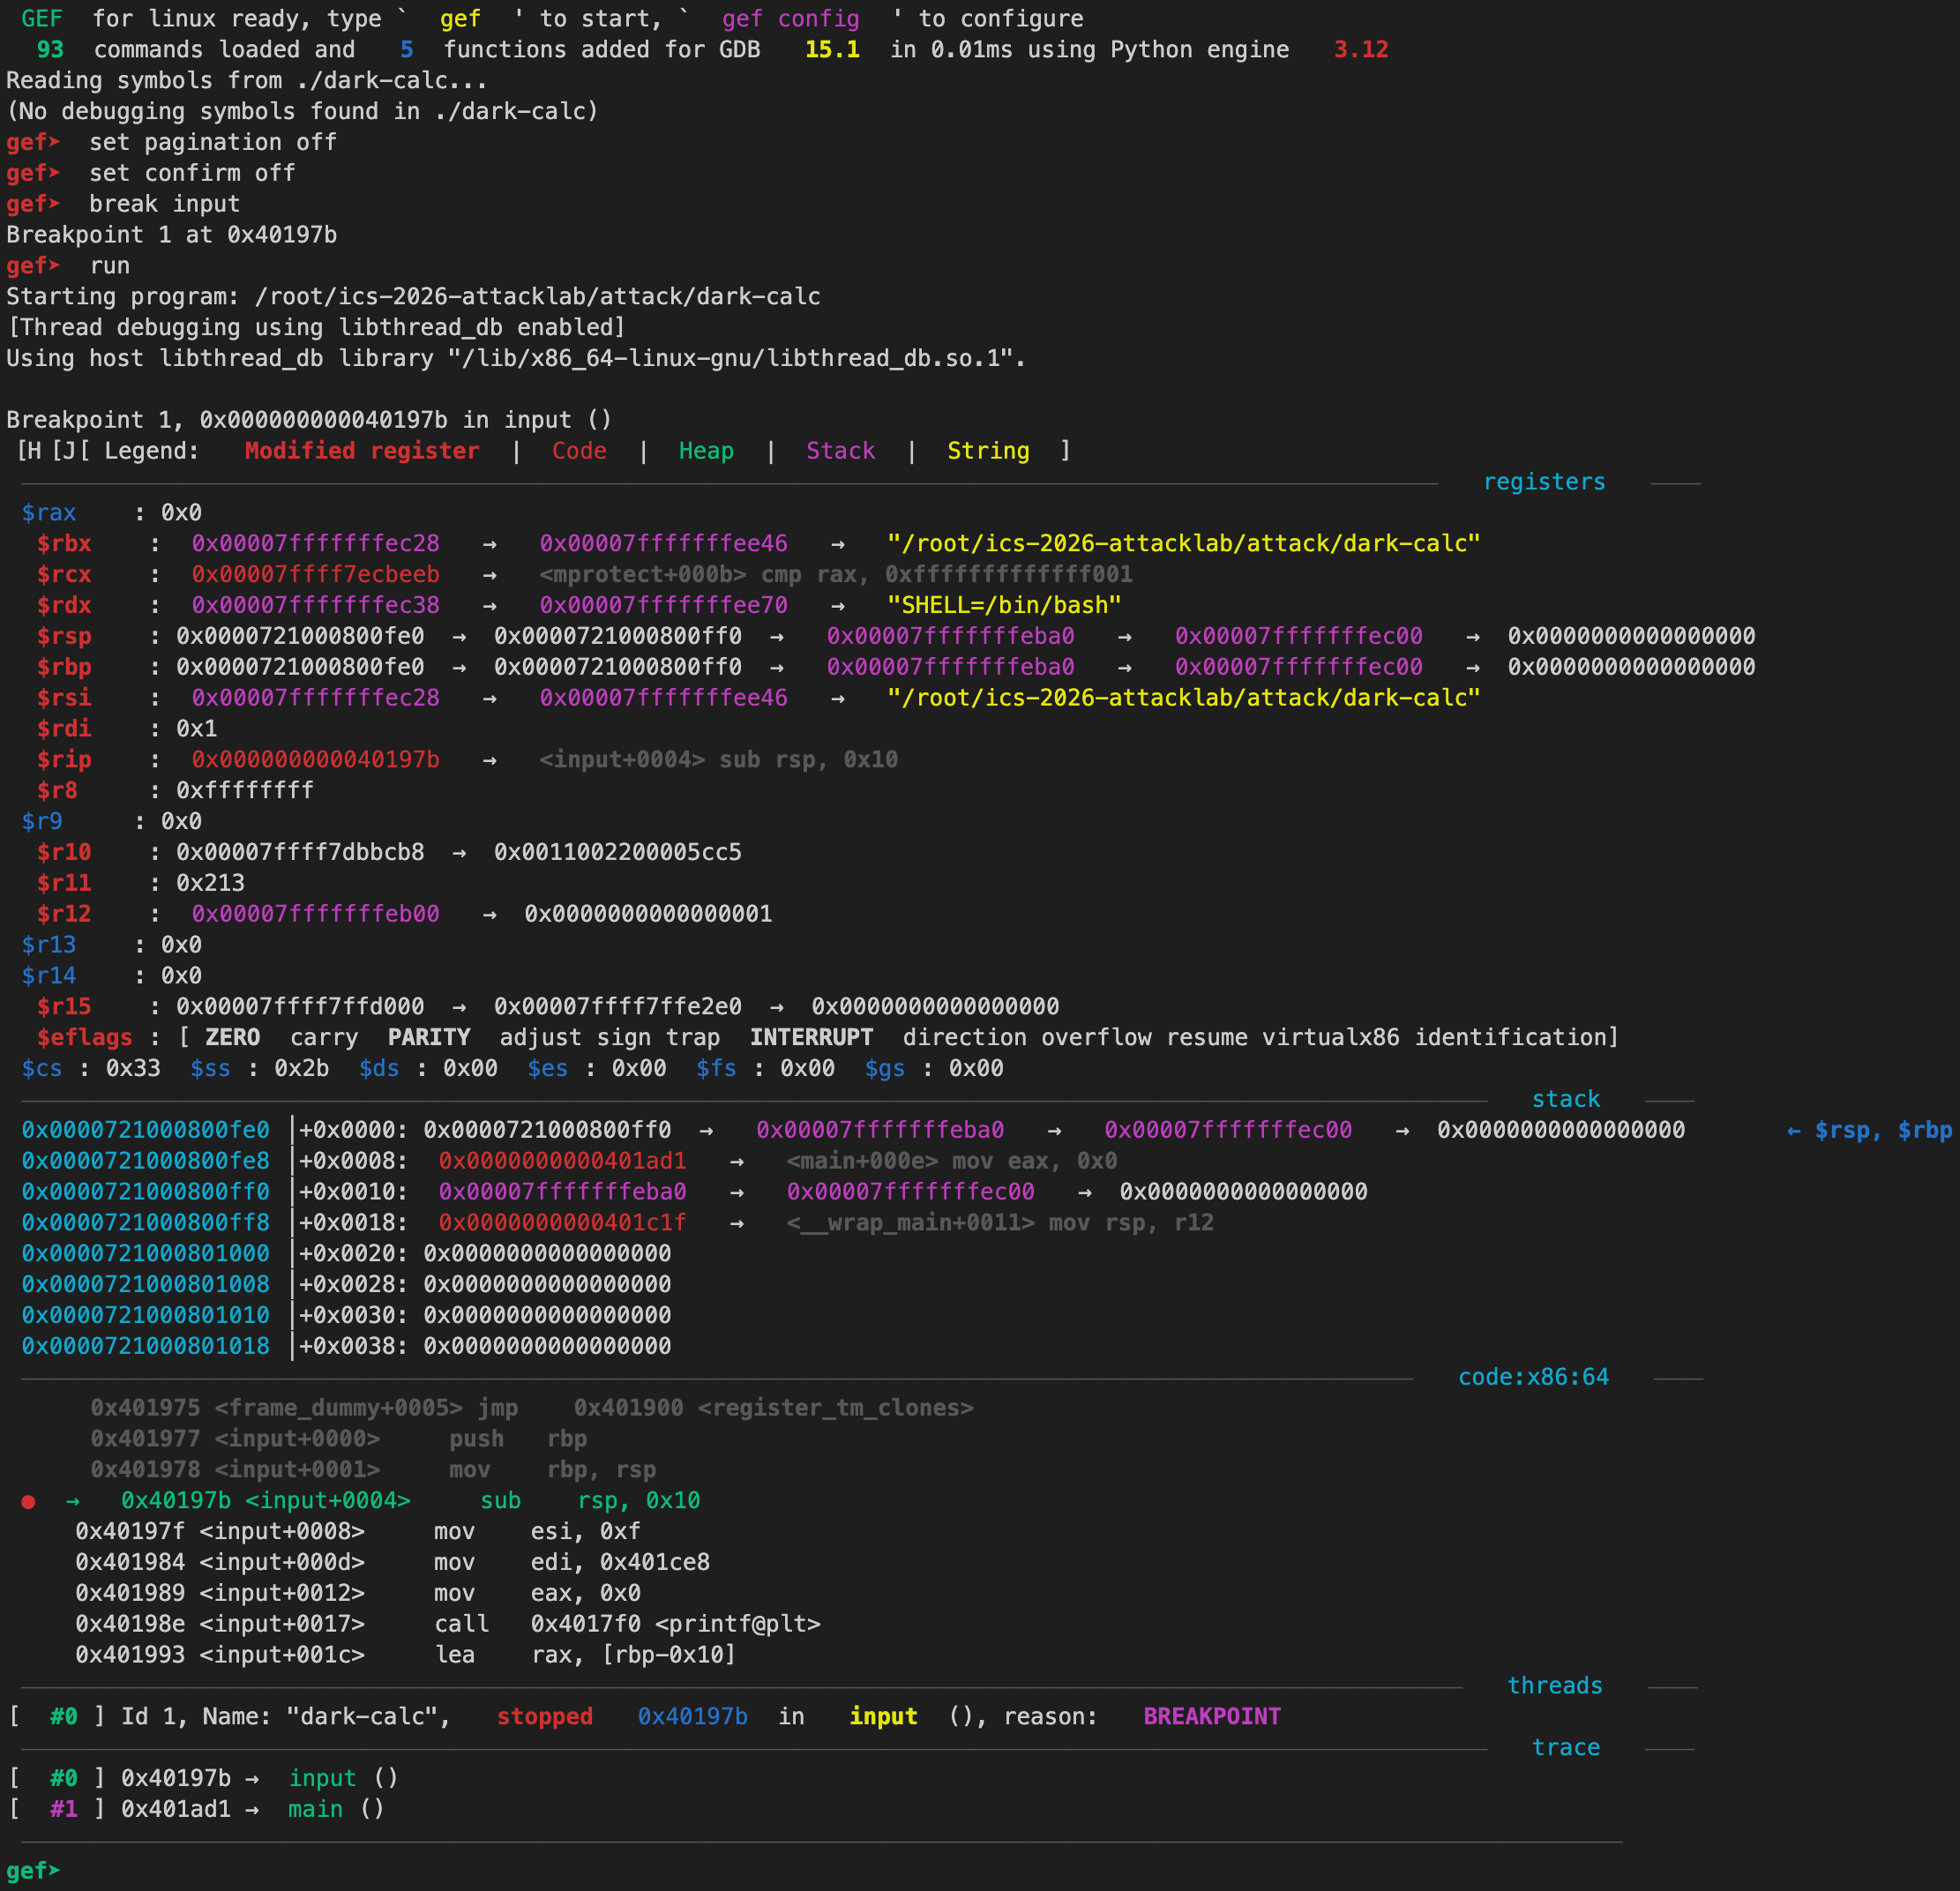 GEF for linux ready, type `gef' to start, `gef config' to configure
93 commands loaded and 5 functions added for GDB 15.1 in 0.01ms using Python engine 3.12
Reading symbols from ./dark-calc...
(No debugging symbols found in ./dark-calc)
gef➤ set pagination off
gef➤ set confirm off
gef➤ break input
Breakpoint 1 at 0x40197b
gef➤ run
Starting program: /root/ics-2026-attacklab/attack/dark-calc
[Thread debugging using libthread_db enabled]
Using host libthread_db library "/lib/x86_64-linux-gnu/libthread_db.so.1".
Breakpoint 1, 0x000000000040197b in input ()
[H [J[ Legend: Modified register | Code | Heap | Stack | String ]
registers
$rax : 0x0
$rbx : 0x00007fffffffec28 → 0x00007fffffffee46 → "/root/ics-2026-attacklab/attack/dark-calc"
$rcx : 0x00007ffff7ecbeeb → <mprotect+000b> cmp rax, 0xfffffffffffff001
$rdx : 0x00007fffffffec38 → 0x00007fffffffee70 → "SHELL=/bin/bash"
$rsp : 0x0000721000800fe0 → 0x0000721000800ff0 → 0x00007fffffffeba0 → 0x00007fffffffec00 → 0x0000000000000000
$rbp : 0x0000721000800fe0 → 0x0000721000800ff0 → 0x00007fffffffeba0 → 0x00007fffffffec00 → 0x0000000000000000
$rsi : 0x00007fffffffec28 → 0x00007fffffffee46 → "/root/ics-2026-attacklab/attack/dark-calc"
$rdi : 0x1
$rip : 0x000000000040197b → <input+0004> sub rsp, 0x10
$r8 : 0xffffffff
$r9 : 0x0
$r10 : 0x00007ffff7dbbcb8 → 0x0011002200005cc5
$r11 : 0x213
$r12 : 0x00007fffffffeb00 → 0x0000000000000001
$r13 : 0x0
$r14 : 0x0
$r15 : 0x00007ffff7ffd000 → 0x00007ffff7ffe2e0 → 0x0000000000000000
$eflags : [ ZERO carry PARITY adjust sign trap INTERRUPT direction overflow resume virtualx86 identification]
$cs : 0x33 $ss : 0x2b $ds : 0x00 $es : 0x00 $fs : 0x00 $gs : 0x00
stack
0x0000721000800fe0 |+0x0000: 0x0000721000800ff0 → 0x00007fffffffeba0 → 0x00007fffffffec00 → 0x0000000000000000 ← $rsp, $rbp
0x0000721000800fe8 |+0x0008: 0x0000000000401ad1 → <main+000e> mov eax, 0x0
0x0000721000800ff0 |+0x0010: 0x00007fffffffeba0 → 0x00007fffffffec00 → 0x0000000000000000
0x0000721000800ff8 |+0x0018: 0x0000000000401c1f → <__wrap_main+0011> mov rsp, r12
0x0000721000801000 |+0x0020: 0x0000000000000000
0x0000721000801008 |+0x0028: 0x0000000000000000
0x0000721000801010 |+0x0030: 0x0000000000000000
0x0000721000801018 |+0x0038: 0x0000000000000000
code:x86:64
0x401975 <frame_dummy+0005> jmp 0x401900 <register_tm_clones>
0x401977 <input+0000> push rbp
0x401978 <input+0001> mov rbp, rsp
● → 0x40197b <input+0004> sub rsp, 0x10
0x40197f <input+0008> mov esi, 0xf
0x401984 <input+000d> mov edi, 0x401ce8
0x401989 <input+0012> mov eax, 0x0
0x40198e <input+0017> call 0x4017f0 <printf@plt>
0x401993 <input+001c> lea rax, [rbp-0x10]
threads
[ #0 ] Id 1, Name: "dark-calc", stopped 0x40197b in input (), reason: BREAKPOINT
trace
[ #0 ] 0x40197b → input ()
[ #1 ] 0x401ad1 → main ()
gef➤